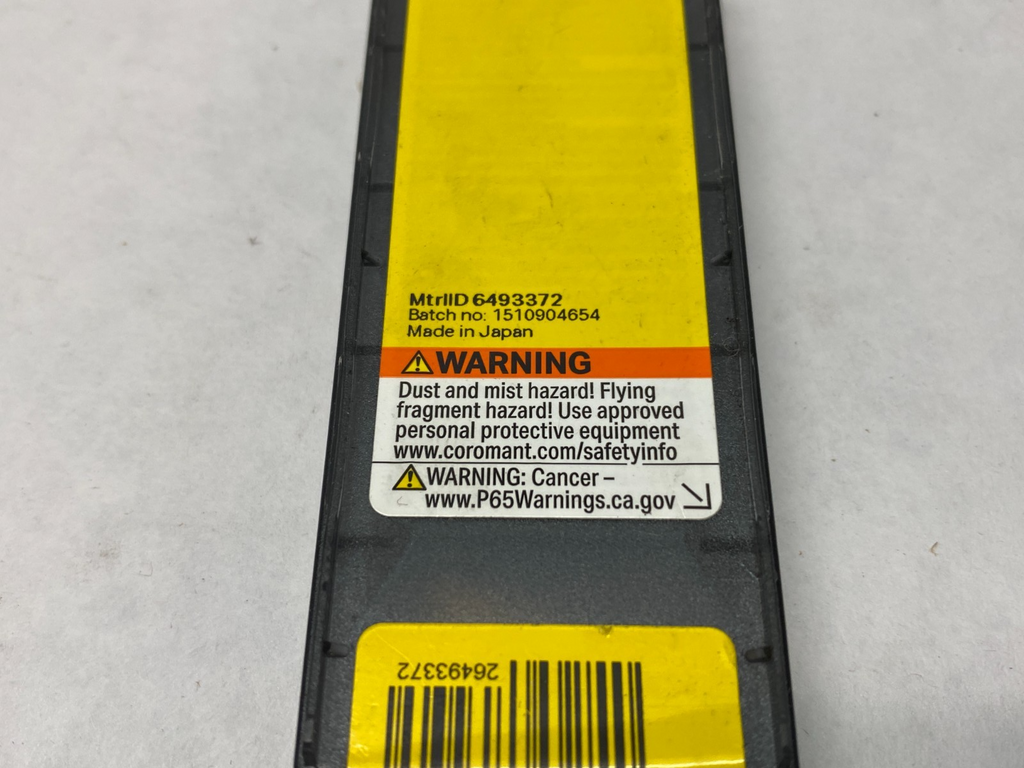 MtrlID 6493372
Batch no: 1510904654
Made in Japan
WARNING
Dust and mist hazard! Flying
fragment hazard! Use approved
personal protective equipment
www.coromant.com/safetyinfo
WARNING: Cancer –
www.P65Warnings.ca.gov
26493372